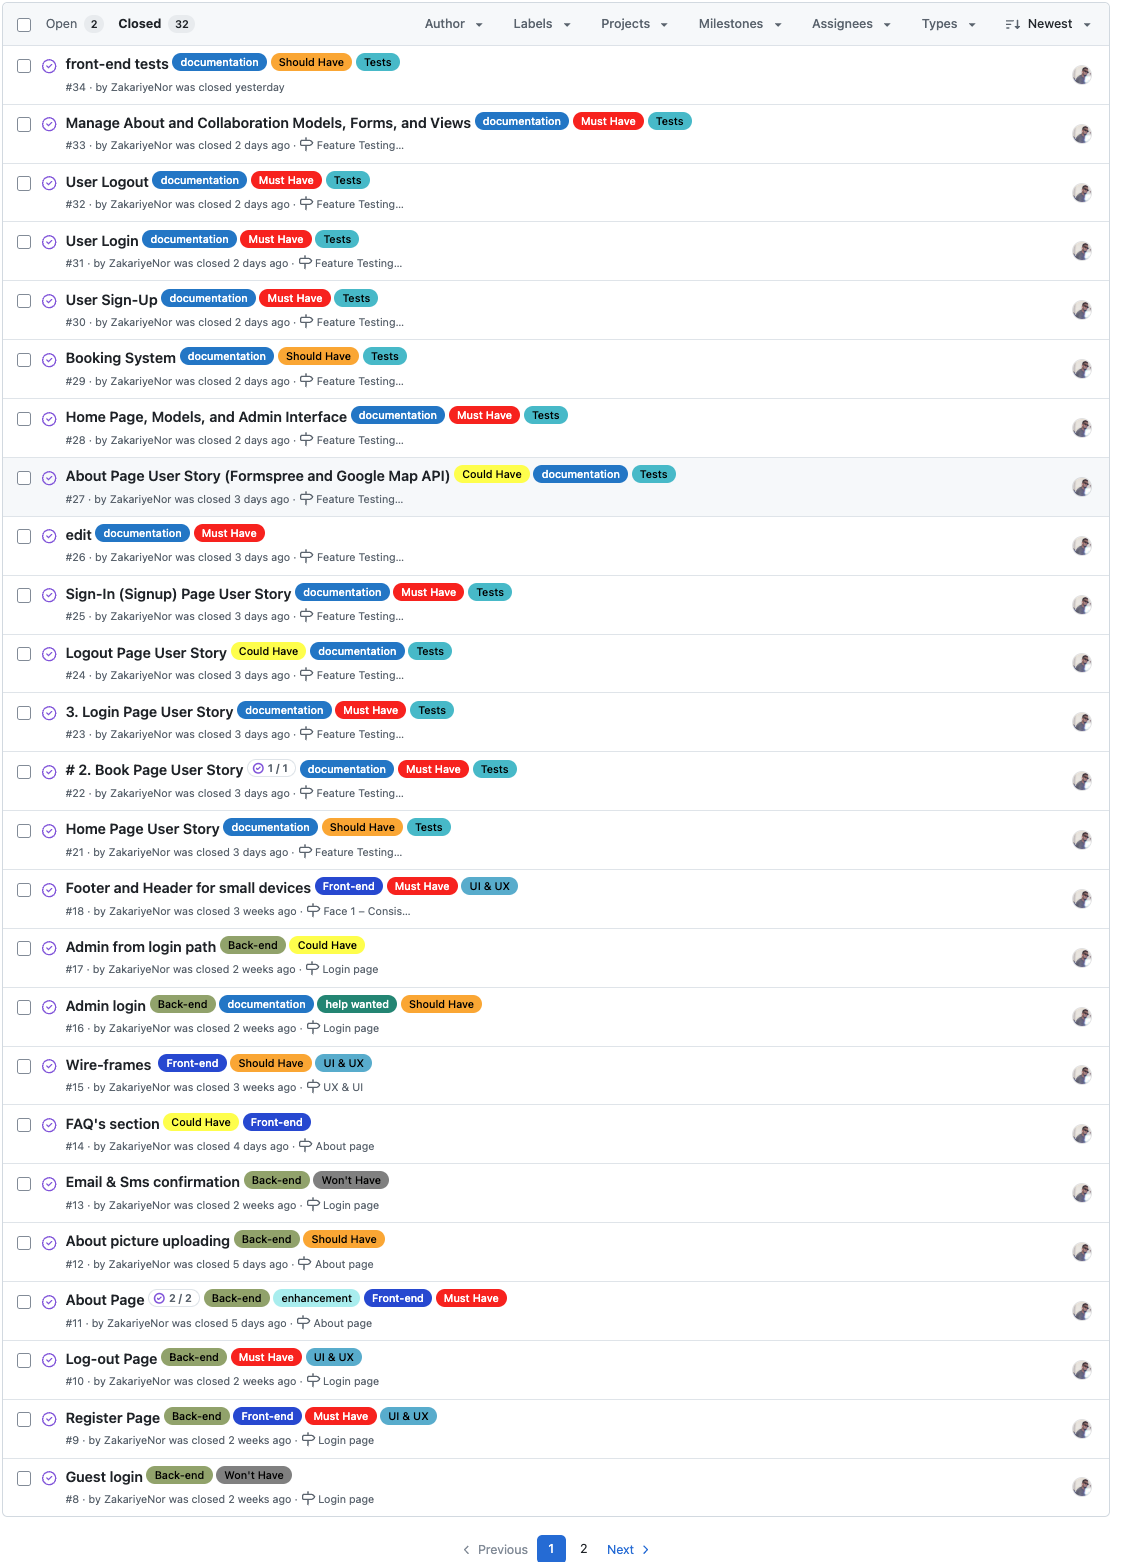 Open 2 Closed 32 Author Labels Projects Milestones Assignees Types Newest
front-end tests documentation Should Have Tests
#34 · by ZakariyeNor was closed yesterday
Manage About and Collaboration Models, Forms, and Views documentation Must Have Tests
#33 · by ZakariyeNor was closed 2 days ago · Feature Testing...
User Logout documentation Must Have Tests
#32 · by ZakariyeNor was closed 2 days ago · Feature Testing...
User Login documentation Must Have Tests
#31 · by ZakariyeNor was closed 2 days ago · Feature Testing...
User Sign-Up documentation Must Have Tests
#30 · by ZakariyeNor was closed 2 days ago · Feature Testing...
Booking System documentation Should Have Tests
#29 · by ZakariyeNor was closed 2 days ago · Feature Testing...
Home Page, Models, and Admin Interface documentation Must Have Tests
#28 · by ZakariyeNor was closed 2 days ago · Feature Testing...
About Page User Story (Formspree and Google Map API) Could Have documentation Tests
#27 · by ZakariyeNor was closed 3 days ago · Feature Testing...
edit documentation Must Have
#26 · by ZakariyeNor was closed 3 days ago · Feature Testing...
Sign-In (Signup) Page User Story documentation Must Have Tests
#25 · by ZakariyeNor was closed 3 days ago · Feature Testing...
Logout Page User Story Could Have documentation Tests
#24 · by ZakariyeNor was closed 3 days ago · Feature Testing...
3. Login Page User Story documentation Must Have Tests
#23 · by ZakariyeNor was closed 3 days ago · Feature Testing...
# 2. Book Page User Story 1 / 1 documentation Must Have Tests
#22 · by ZakariyeNor was closed 3 days ago · Feature Testing...
Home Page User Story documentation Should Have Tests
#21 · by ZakariyeNor was closed 3 days ago · Feature Testing...
Footer and Header for small devices Front-end Must Have UI & UX
#18 · by ZakariyeNor was closed 3 weeks ago · Face 1 – Consis...
Admin from login path Back-end Could Have
#17 · by ZakariyeNor was closed 2 weeks ago · Login page
Admin login Back-end documentation help wanted Should Have
#16 · by ZakariyeNor was closed 2 weeks ago · Login page
Wire-frames Front-end Should Have UI & UX
#15 · by ZakariyeNor was closed 3 weeks ago · UX & UI
FAQ's section Could Have Front-end
#14 · by ZakariyeNor was closed 4 days ago · About page
Email & Sms confirmation Back-end Won't Have
#13 · by ZakariyeNor was closed 2 weeks ago · Login page
About picture uploading Back-end Should Have
#12 · by ZakariyeNor was closed 5 days ago · About page
About Page 2 / 2 Back-end enhancement Front-end Must Have
#11 · by ZakariyeNor was closed 5 days ago · About page
Log-out Page Back-end Must Have UI & UX
#10 · by ZakariyeNor was closed 2 weeks ago · Login page
Register Page Back-end Front-end Must Have UI & UX
#9 · by ZakariyeNor was closed 2 weeks ago · Login page
Guest login Back-end Won't Have
#8 · by ZakariyeNor was closed 2 weeks ago · Login page
Previous 1 2 Next